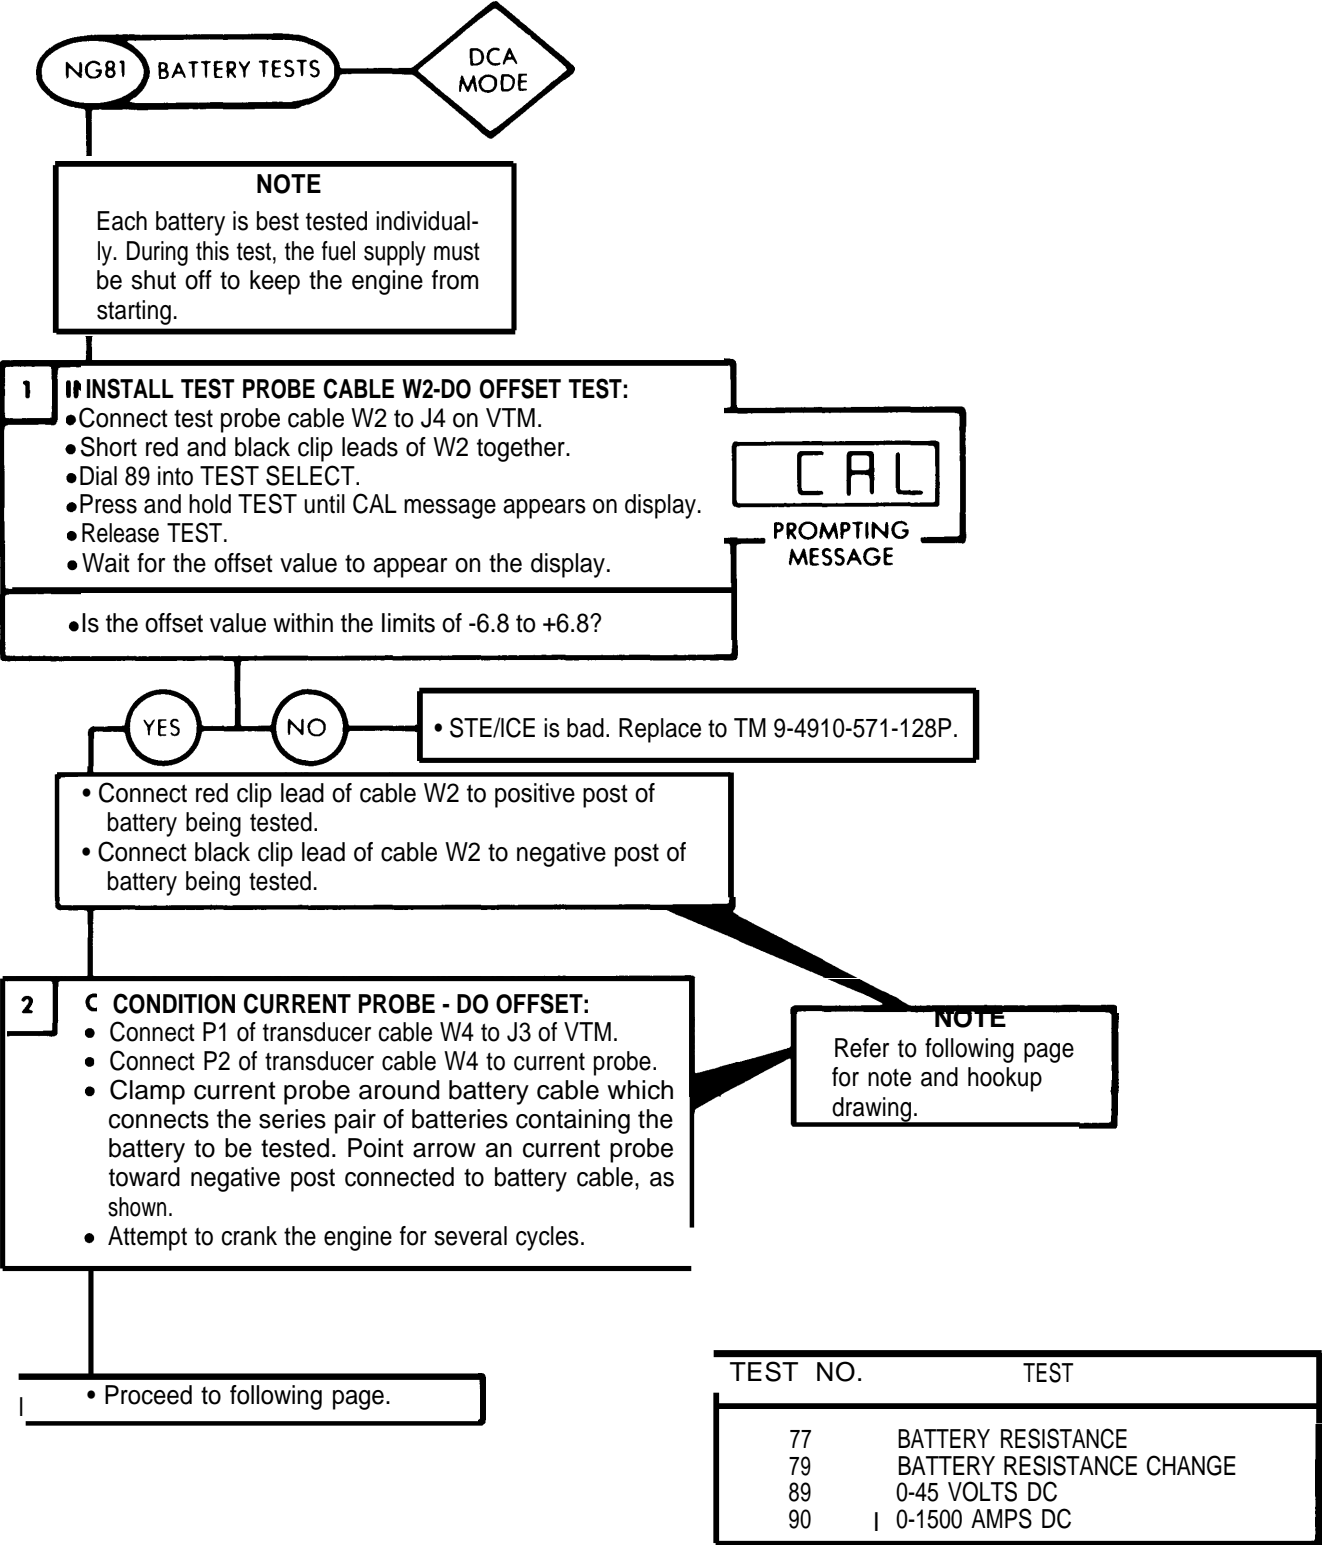 NG81 BATTERY TESTS
DCA
MODE
NOTE
Each battery is best tested individual-
ly. During this test, the fuel supply must
be shut off to keep the engine from
starting.
1 INSTALL TEST PROBE CABLE W2-DO OFFSET TEST:
•Connect test probe cable W2 to J4 on VTM.
•Short red and black clip leads of W2 together.
•Dial 89 into TEST SELECT.
•Press and hold TEST until CAL message appears on display.
•Release TEST.
•Wait for the offset value to appear on the display.
CAL
PROMPTING
MESSAGE
•Is the offset value within the limits of -6.8 to +6.8?
YES
NO
• STE/ICE is bad. Replace to TM 9-4910-571-128P.
• Connect red clip lead of cable W2 to positive post of
battery being tested.
• Connect black clip lead of cable W2 to negative post of
battery being tested.
2 C CONDITION CURRENT PROBE - DO OFFSET:
• Connect P1 of transducer cable W4 to J3 of VTM.
• Connect P2 of transducer cable W4 to current probe.
• Clamp current probe around battery cable which
connects the series pair of batteries containing the
battery to be tested. Point arrow an current probe
toward negative post connected to battery cable, as
shown.
• Attempt to crank the engine for several cycles.
NOTE
Refer to following page
for note and hookup
drawing.
• Proceed to following page.
TEST NO. TEST
77 BATTERY RESISTANCE
79 BATTERY RESISTANCE CHANGE
89 0-45 VOLTS DC
90 0-1500 AMPS DC